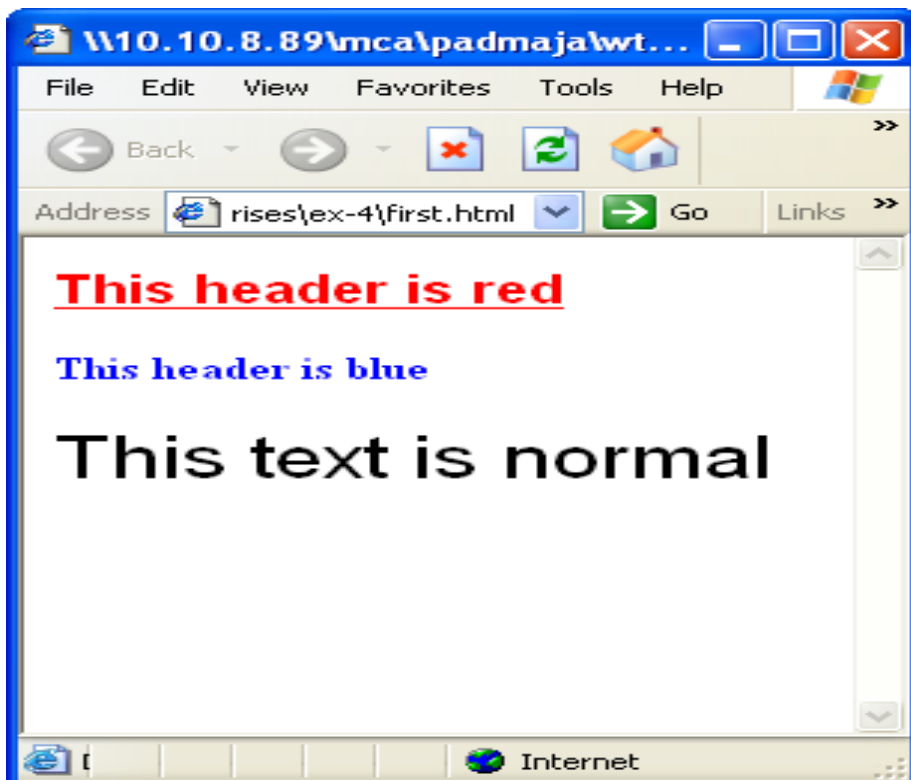 \\10.10.8.89\mca\padmaja\wt...
File Edit View Favorites Tools Help
Back »
Address rises\ex-4\first.html Go Links »
This header is red
This header is blue
This text is normal
Internet